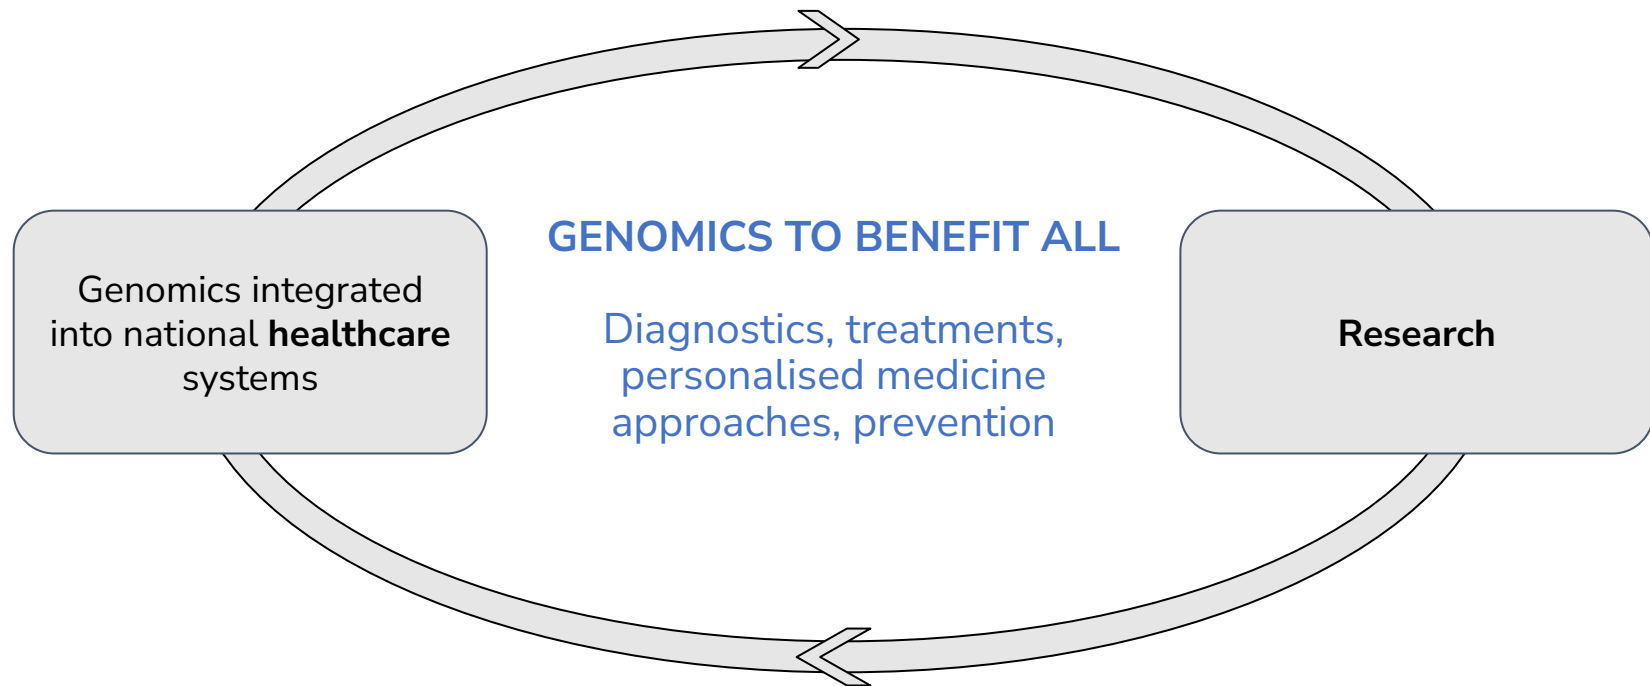 GENOMICS TO BENEFIT ALL
Genomics integrated
into national healthcare
systems
Diagnostics, treatments,
personalised medicine
approaches, prevention
Research